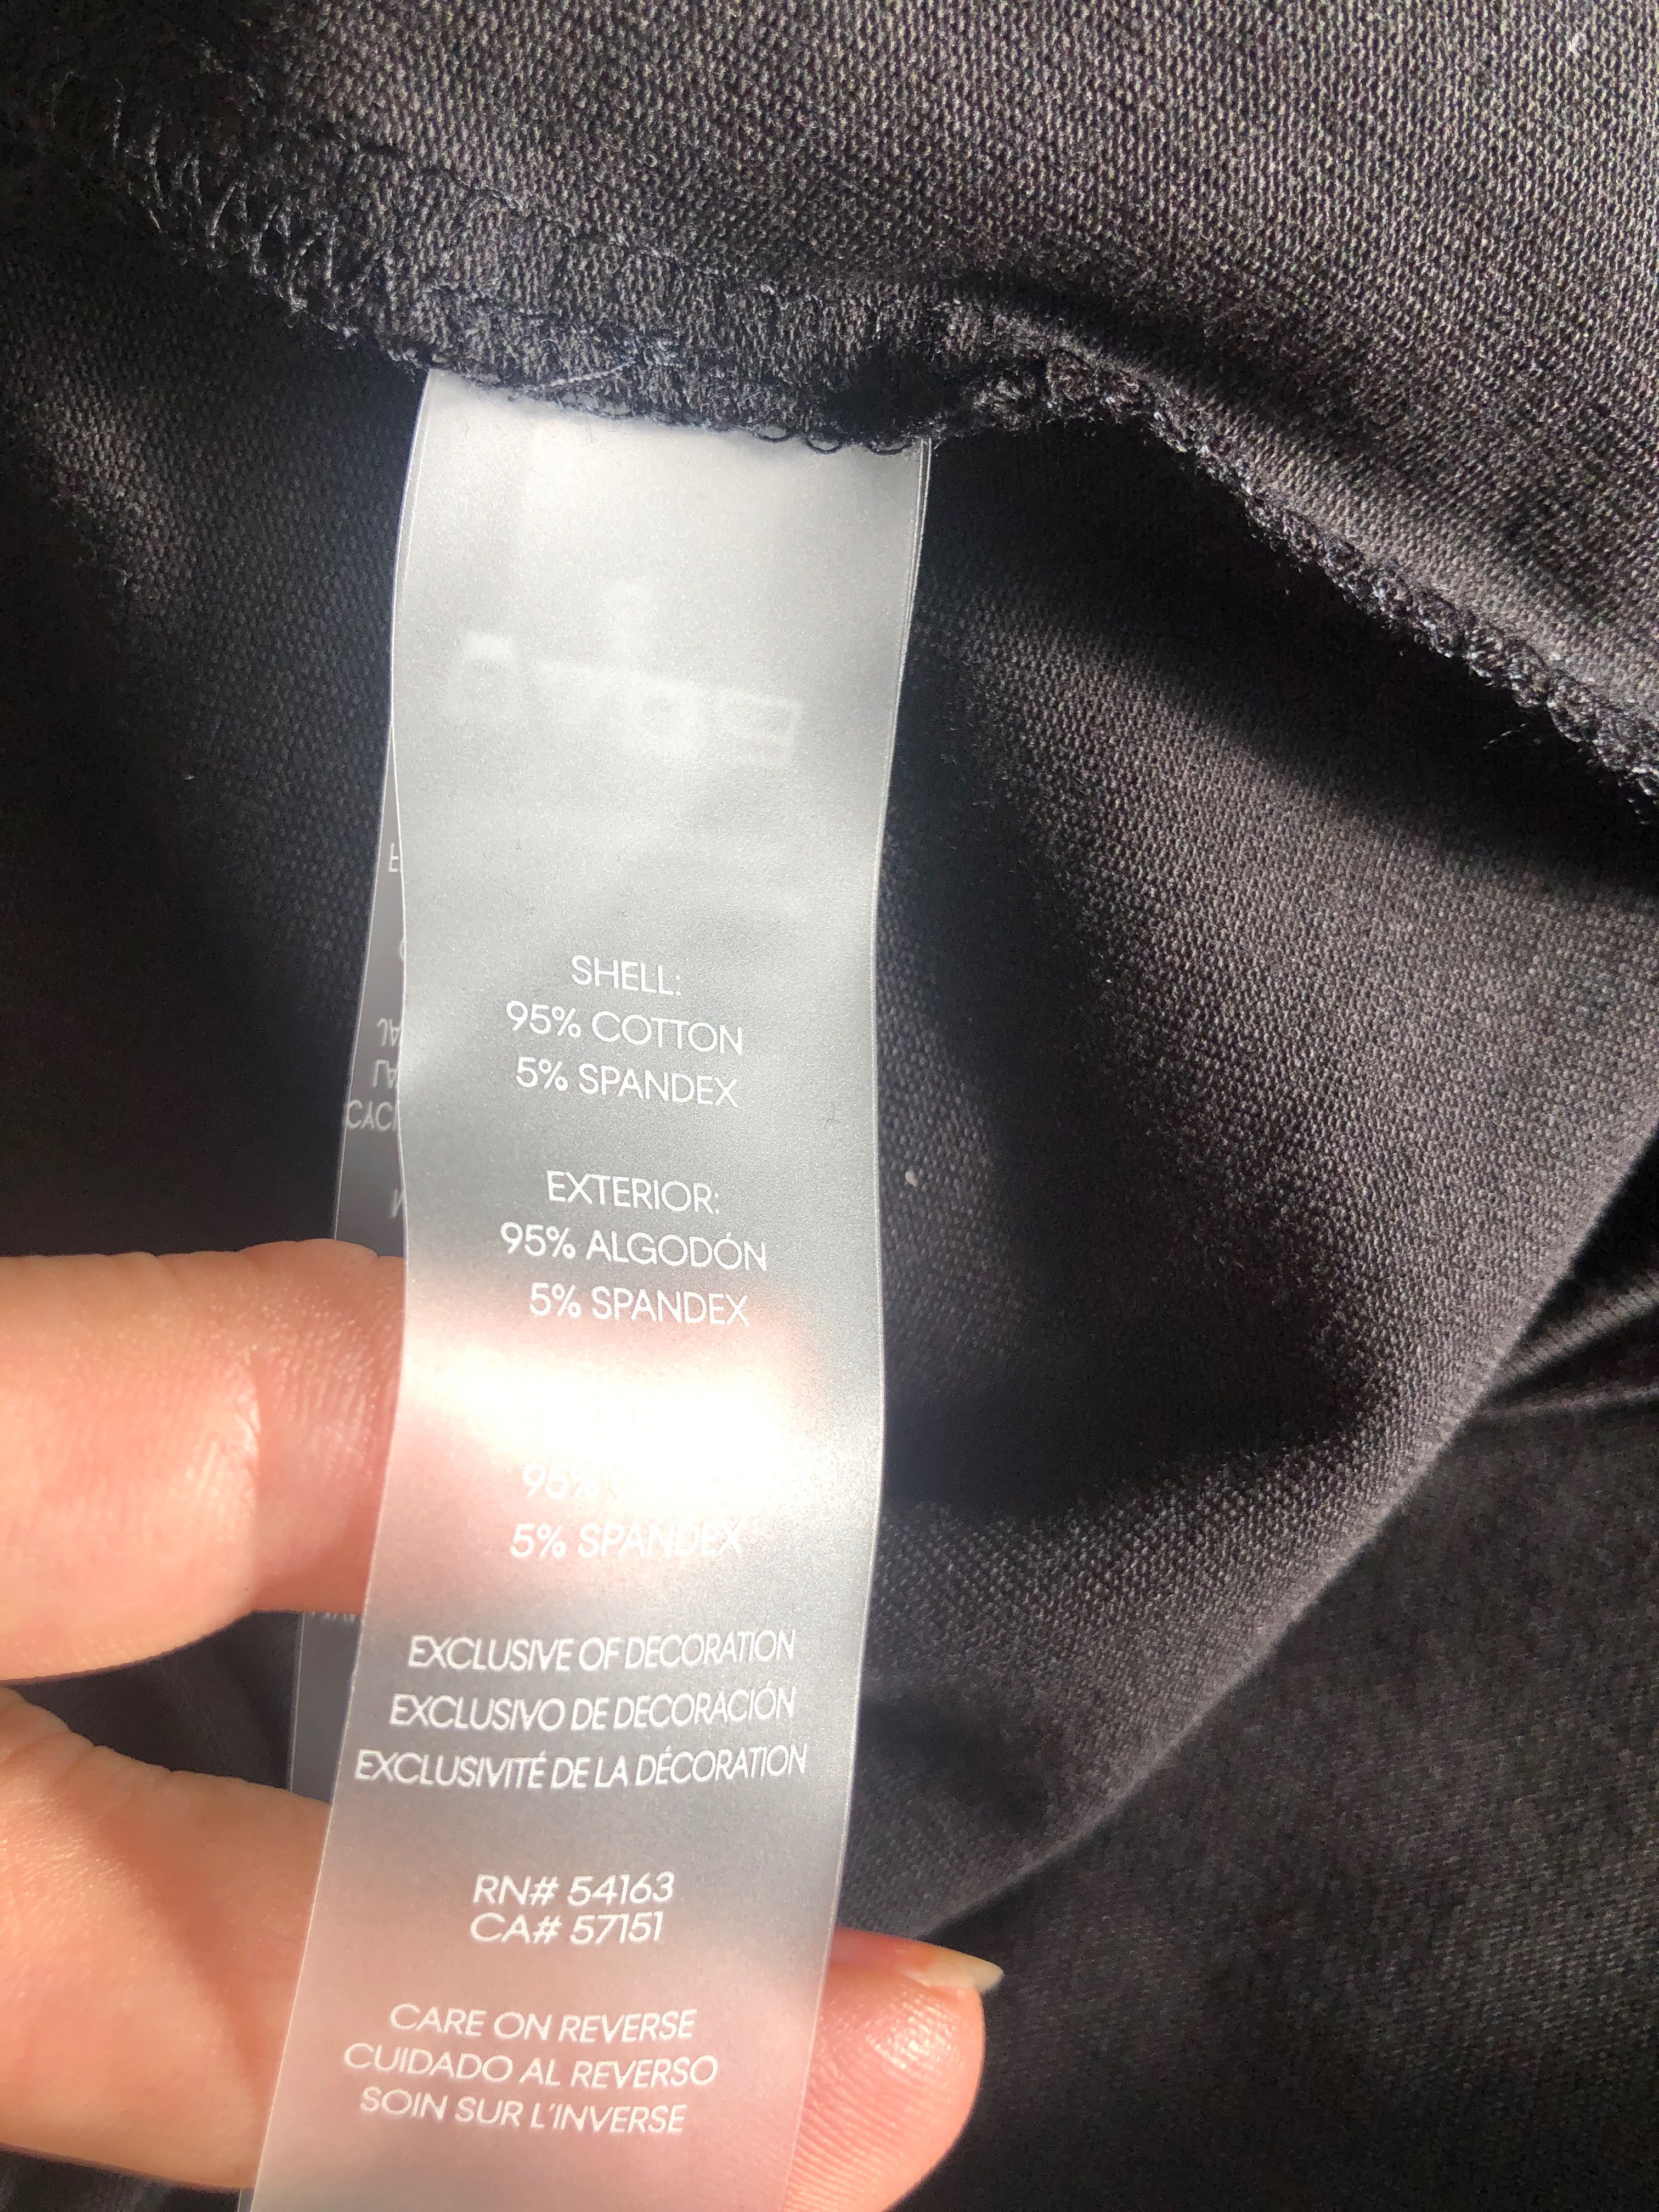 SHELL:
95% COTTON
5% SPANDEX
EXTERIOR:
95% ALGODÓN
5% SPANDEX
95%
5% SPANDEX
EXCLUSIVE OF DECORATION
EXCLUSIVO DE DECORACIÓN
EXCLUSIVITÉ DE LA DÉCORATION
RN# 54163
CA# 57151
CARE ON REVERSE
CUIDADO AL REVERSO
SOIN SUR L'INVERSE